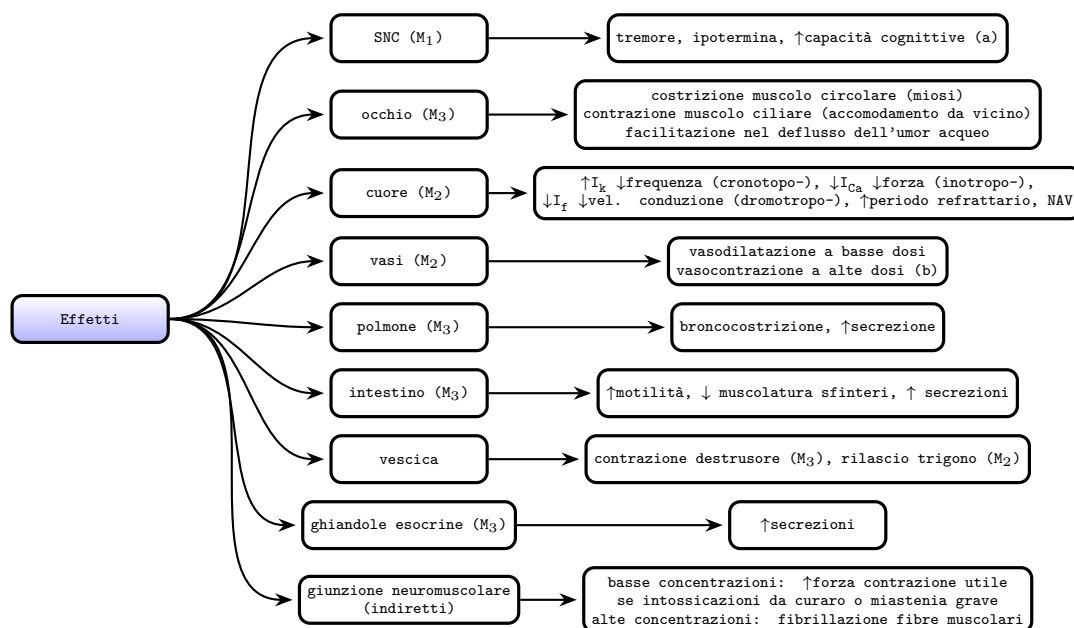 SNC (M₁)
tremore, ipotermina, ↑capacità cognittive (a)
occhio (M₃)
costrizione muscolo circolare (miosi)
contrazione muscolo ciliare (accomodamento da vicino)
facilitazione nel deflusso dell'umor acqueo
cuore (M₂)
↑Iₖ ↓frequenza (cronotopo-), ↓I_Ca ↓forza (inotropo-),
↓I_f ↓vel. conduzione (dromotropo-), ↑periodo refrattario, NAV
vasi (M₂)
vasodilatazione a basse dosi
vasocontrazione a alte dosi (b)
Effetti
polmone (M₃)
broncocostrizione, ↑secrezione
intestino (M₃)
↑motilità, ↓ muscolatura sfinteri, ↑ secrezioni
vescica
contrazione destrusore (M₃), rilascio trigono (M₂)
ghiandole esocrine (M₃)
↑secrezioni
giunzione neuromuscolare
(indiretti)
basse concentrazioni: ↑forza contrazione utile
se intossicazioni da curaro o miastenia grave
alte concentrazioni: fibrillazione fibre muscolari